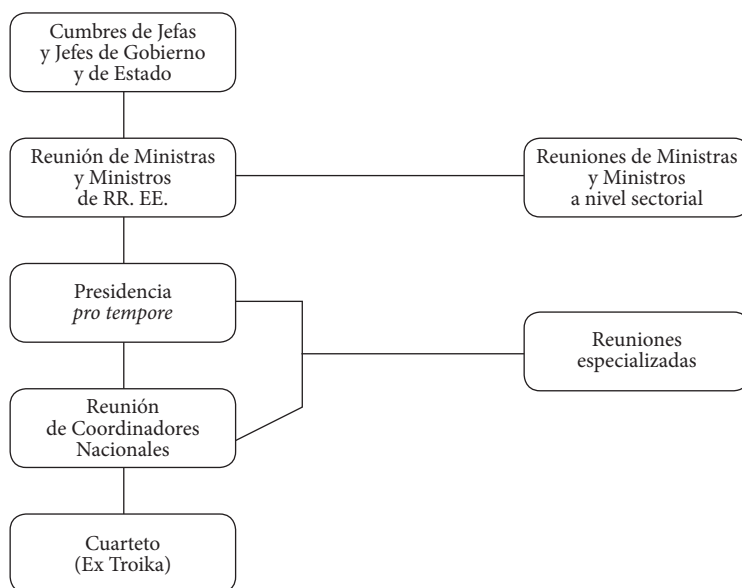 Cumbres de Jefas
y Jefes de Gobierno
y de Estado
Reunión de Ministras
y Ministros
de RR. EE.
Reuniones de Ministras
y Ministros
a nivel sectorial
Presidencia
pro tempore
Reuniones
especializadas
Reunión
de Coordinadores
Nacionales
Cuarteto
(Ex Troika)